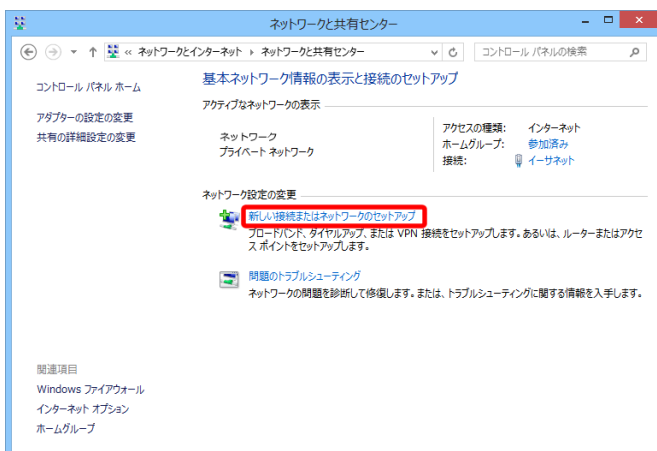 ネットワークと共有センター
« ネットワークとインターネット ▸ ネットワークと共有センター
コントロール パネルの検索
コントロール パネル ホーム
アダプターの設定の変更
共有の詳細設定の変更
基本ネットワーク情報の表示と接続のセットアップ
アクティブなネットワークの表示
ネットワーク
プライベート ネットワーク
アクセスの種類: インターネット
ホームグループ: 参加済み
接続: イーサネット
ネットワーク設定の変更
新しい接続またはネットワークのセットアップ
ブロードバンド、ダイヤルアップ、または VPN 接続をセットアップします。あるいは、ルーターまたはアクセ
ス ポイントをセットアップします。
問題のトラブルシューティング
ネットワークの問題を診断して修復します。または、トラブルシューティングに関する情報を入手します。
関連項目
Windows ファイアウォール
インターネット オプション
ホームグループ